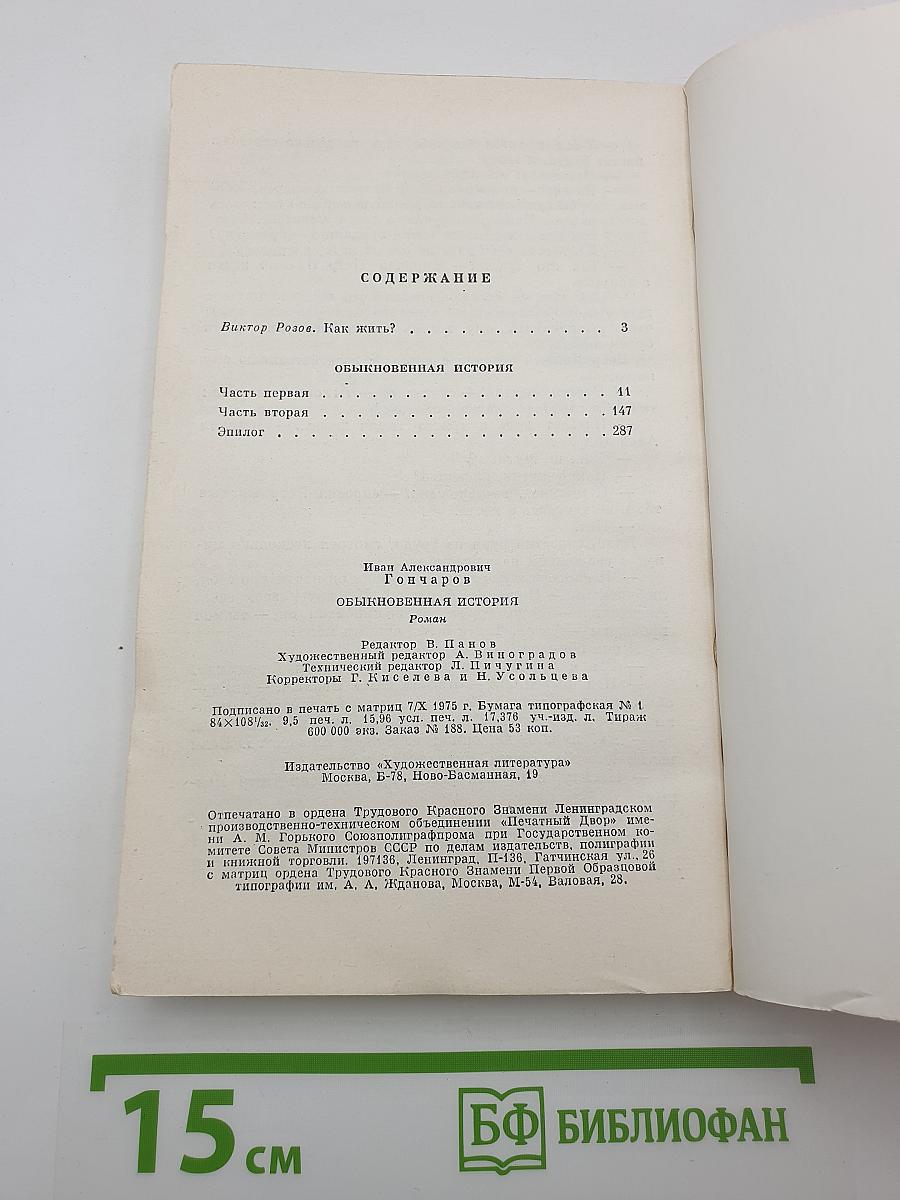 СОДЕРЖАНИЕ
Виктор Розов. Как жить? . . . . . . . . . . . . 3
ОБЫКНОВЕННАЯ ИСТОРИЯ
Часть первая . . . . . . . . . . . . . . . . . 11
Часть вторая . . . . . . . . . . . . . . . . . 147
Эпилог . . . . . . . . . . . . . . . . . . . . 287
Иван Александрович
Гончаров
ОБЫКНОВЕННАЯ ИСТОРИЯ
Роман
Редактор В. Панов
Художественный редактор А. Виноградов
Технический редактор Л. Пичугина
Корректоры Г. Киселева и Н. Усольцева
Подписано в печать с матриц 7/X 1975 г. Бумага типографская № 1
84×108¹/₃₂. 9,5 печ. л. 15,96 усл. печ. л. 17,376 уч.-изд. л. Тираж
600 000 экз. Заказ № 188. Цена 53 коп.
Издательство «Художественная литература»
Москва, Б-78, Ново-Басманная, 19
Отпечатано в ордена Трудового Красного Знамени Ленинградском
производственно-техническом объединении «Печатный Двор» име-
ни А. М. Горького Союзполиграфпрома при Государственном ко-
митете Совета Министров СССР по делам издательств, полиграфии
и книжной торговли. 197136, Ленинград, П-136, Гатчинская ул., 26
с матриц ордена Трудового Красного Знамени Первой Образцовой
типографии им. А. А. Жданова, Москва, М-54, Валовая, 28.
15 см
БФ БИБЛИОФАН